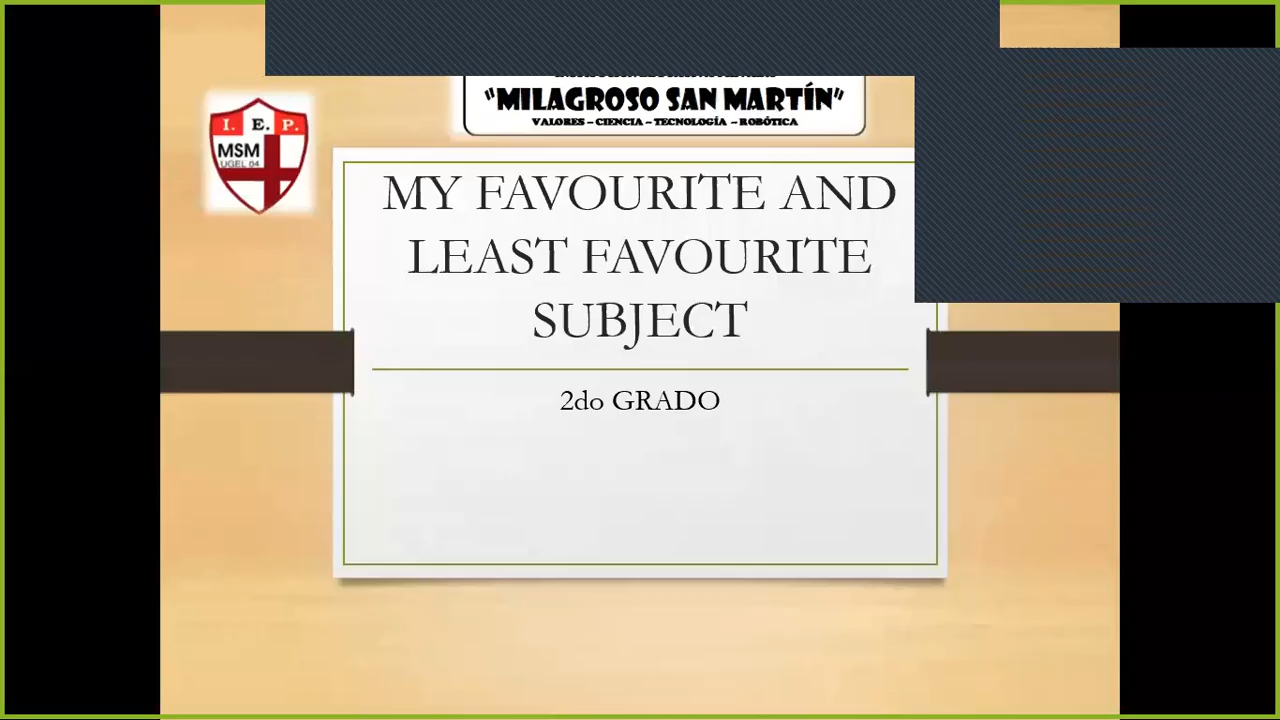 "MILAGROSO SAN MARTÍN"
VALORES – CIENCIA – TECNOLOGÍA – ROBÓTICA
I. E. P.
MSM
UGEL 04
MY FAVOURITE AND
LEAST FAVOURITE
SUBJECT
2do GRADO